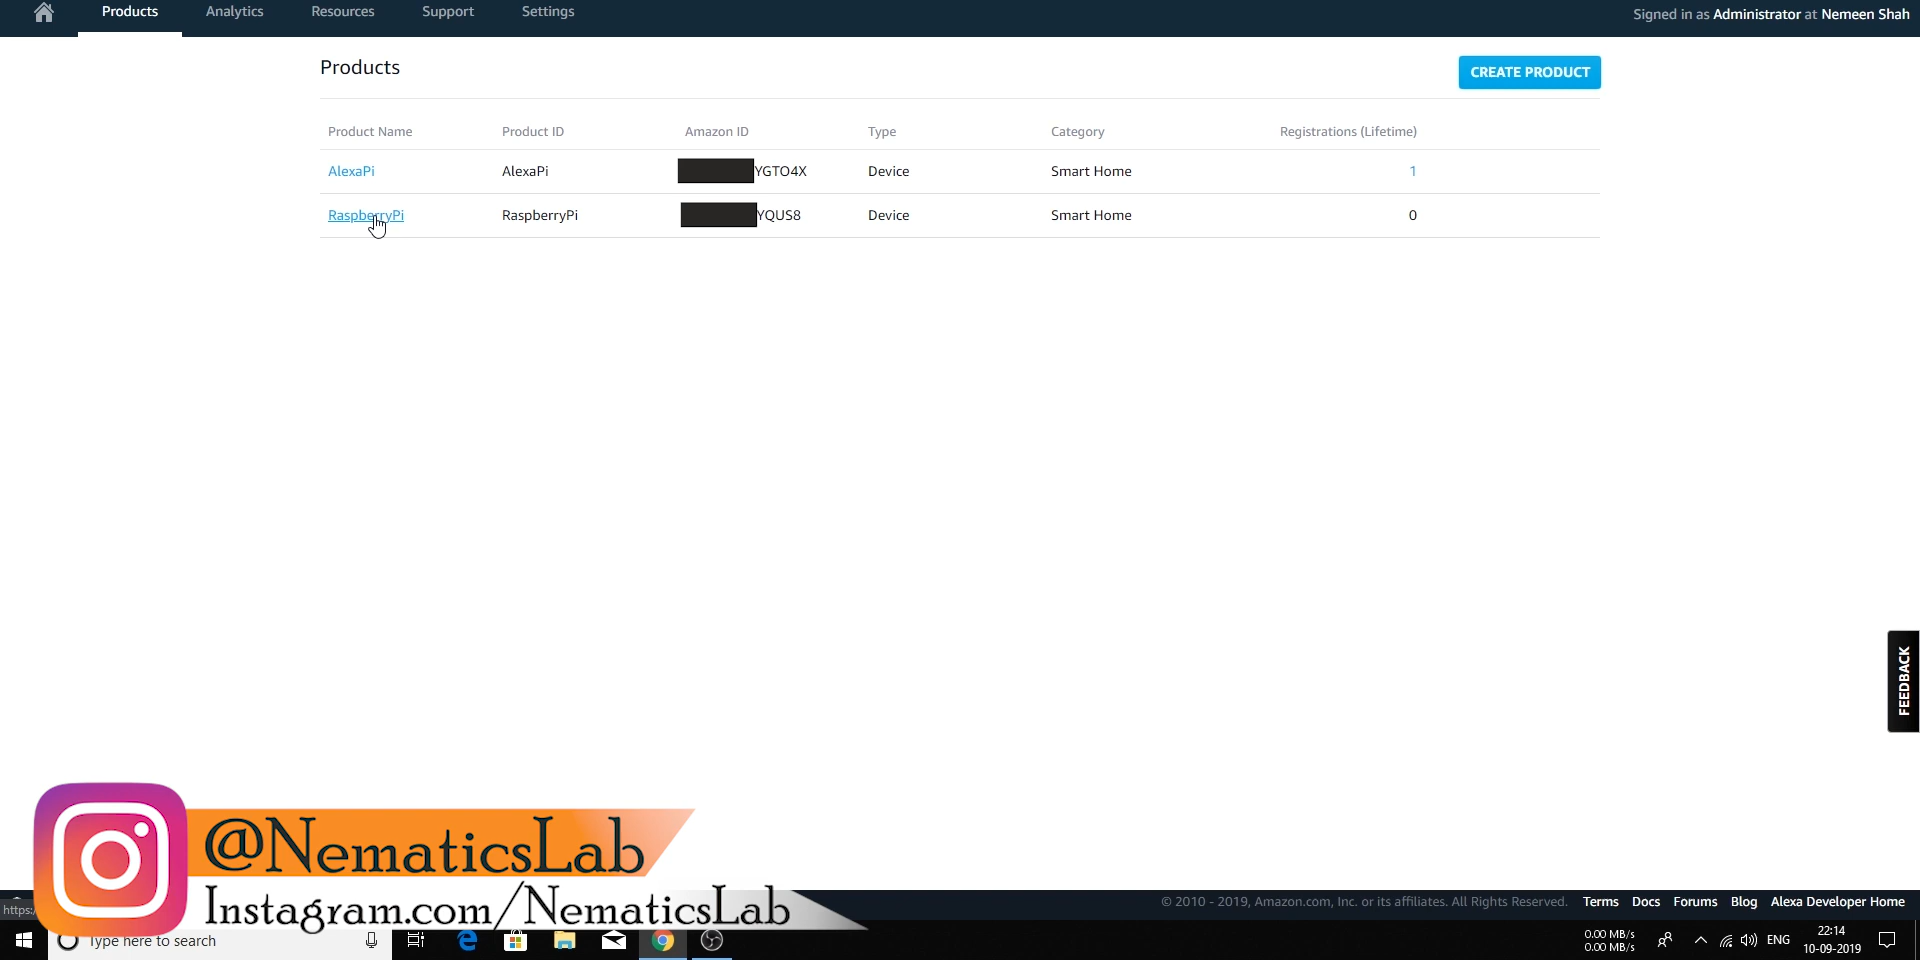 Products Analytics Resources Support Settings Signed in as Administrator at Nemeen Shah
Products
CREATE PRODUCT
Product Name Product ID Amazon ID Type Category Registrations (Lifetime)
AlexaPi AlexaPi YGTO4X Device Smart Home 1
RaspberryPi RaspberryPi YQUS8 Device Smart Home 0
FEEDBACK
@NematicsLab
Instagram.com/NematicsLab
© 2010 - 2019, Amazon.com, Inc. or its affiliates. All Rights Reserved. Terms Docs Forums Blog Alexa Developer Home
https:/
Type here to search
0.00 MB/s
0.00 MB/s
ENG
22:14
10-09-2019